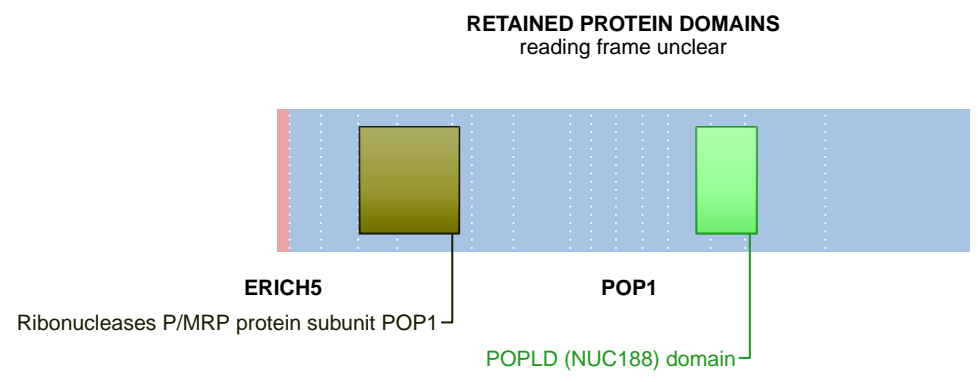 RETAINED PROTEIN DOMAINS
reading frame unclear
ERICH5
POP1
Ribonucleases P/MRP protein subunit POP1
POPLD (NUC188) domain